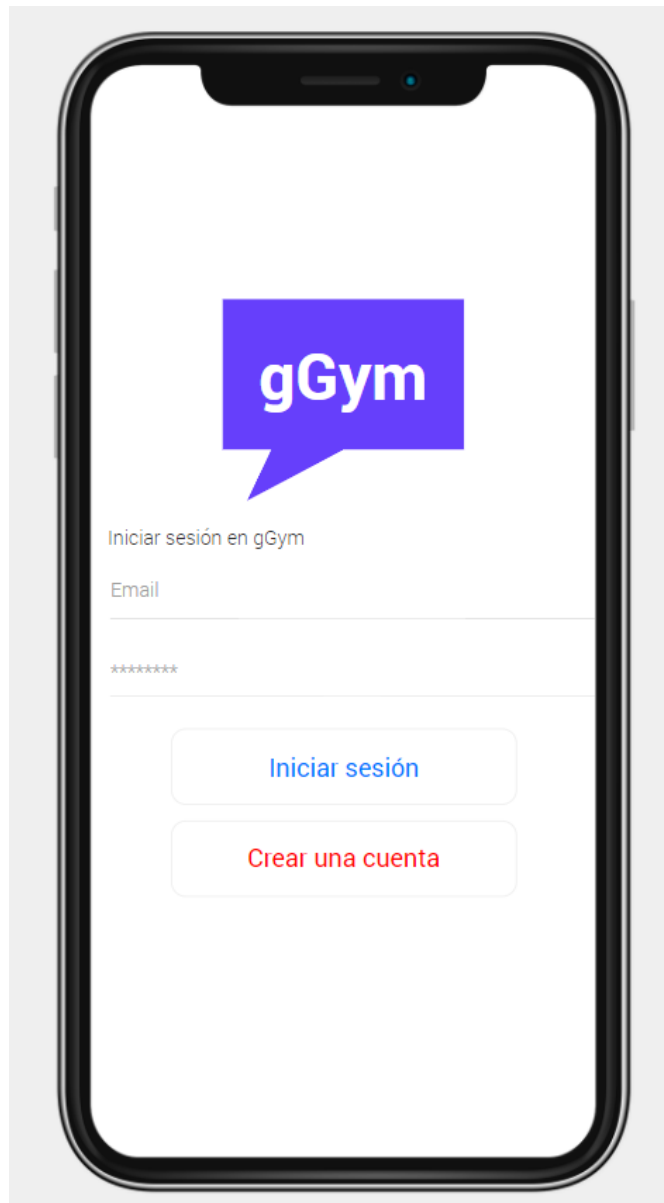 gGym
Iniciar sesión en gGym
Email
********
Iniciar sesión
Crear una cuenta